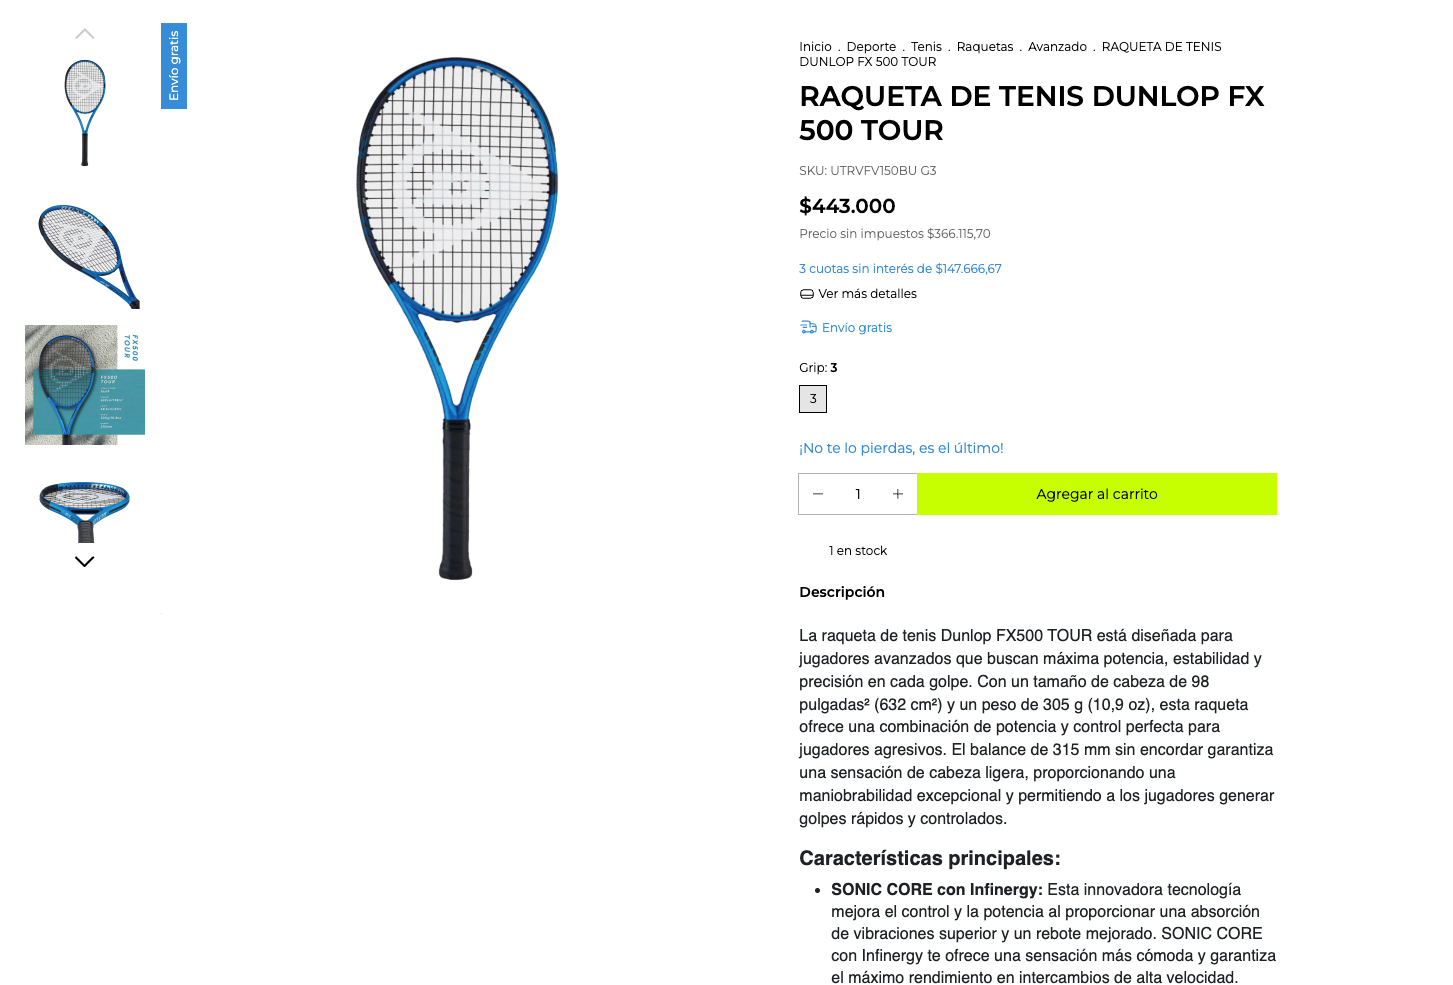 Envío gratis
FX500
TOUR
FX500
TOUR
Inicio . Deporte . Tenis . Raquetas . Avanzado . RAQUETA DE TENIS
DUNLOP FX 500 TOUR
RAQUETA DE TENIS DUNLOP FX
500 TOUR
SKU: UTRVFV150BU G3
$443.000
Precio sin impuestos $366.115,70
3 cuotas sin interés de $147.666,67
Ver más detalles
Envío gratis
Grip: 3
3
¡No te lo pierdas, es el último!
1
Agregar al carrito
1 en stock
Descripción
La raqueta de tenis Dunlop FX500 TOUR está diseñada para
jugadores avanzados que buscan máxima potencia, estabilidad y
precisión en cada golpe. Con un tamaño de cabeza de 98
pulgadas² (632 cm²) y un peso de 305 g (10,9 oz), esta raqueta
ofrece una combinación de potencia y control perfecta para
jugadores agresivos. El balance de 315 mm sin encordar garantiza
una sensación de cabeza ligera, proporcionando una
maniobrabilidad excepcional y permitiendo a los jugadores generar
golpes rápidos y controlados.
Características principales:
• SONIC CORE con Infinergy: Esta innovadora tecnología
mejora el control y la potencia al proporcionar una absorción
de vibraciones superior y un rebote mejorado. SONIC CORE
con Infinergy te ofrece una sensación más cómoda y garantiza
el máximo rendimiento en intercambios de alta velocidad.